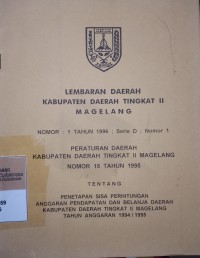 LEMBARAN DAERAH
KABUPATEN DAERAH TINGKAT II
MAGELANG
NOMOR : 1 TAHUN 1996 : Serie D : Nomor 1
PERATURAN DAERAH
KABUPATEN DAERAH TINGKAT II MAGELANG
NOMOR 15 TAHUN 1995
TENTANG
PENETAPAN SISA PERHITUNGAN
ANGGARAN PENDAPATAN DAN BELANJA DAERAH
KABUPATEN DAERAH TINGKAT II MAGELANG
TAHUN ANGGARAN 1994 / 1995